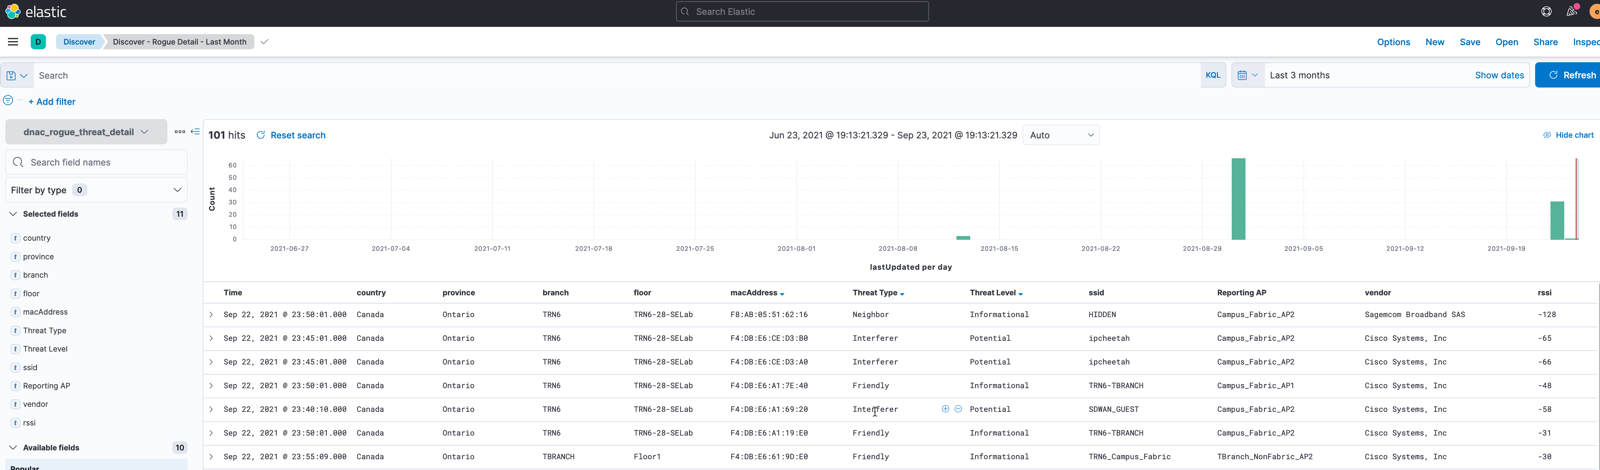 elastic
Search Elastic
e
D Discover Discover - Rogue Detail - Last Month
Options New Save Open Share Inspec
Search KQL Last 3 months Show dates Refresh
+ Add filter
dnac_rogue_threat_detail
101 hits Reset search Jun 23, 2021 @ 19:13:21.329 - Sep 23, 2021 @ 19:13:21.329 Auto Hide chart
Search field names
Filter by type 0
Selected fields 11
t country
t province
t branch
t floor
t macAddress
t Threat Type
t Threat Level
t ssid
t Reporting AP
t vendor
t rssi
Available fields 10
Popular
Count
60
50
40
30
20
10
0
2021-06-27 2021-07-04 2021-07-11 2021-07-18 2021-07-25 2021-08-01 2021-08-08 2021-08-15 2021-08-22 2021-08-29 2021-09-05 2021-09-12 2021-09-19
lastUpdated per day
Time country province branch floor macAddress Threat Type Threat Level ssid Reporting AP vendor rssi
Sep 22, 2021 @ 23:50:01.000 Canada Ontario TRN6 TRN6-28-SELab F8:AB:05:51:62:16 Neighbor Informational HIDDEN Campus_Fabric_AP2 Sagemcom Broadband SAS -128
Sep 22, 2021 @ 23:45:01.000 Canada Ontario TRN6 TRN6-28-SELab F4:DB:E6:CE:D3:B0 Interferer Potential ipcheetah Campus_Fabric_AP2 Cisco Systems, Inc -65
Sep 22, 2021 @ 23:45:01.000 Canada Ontario TRN6 TRN6-28-SELab F4:DB:E6:CE:D3:A0 Interferer Potential ipcheetah Campus_Fabric_AP2 Cisco Systems, Inc -66
Sep 22, 2021 @ 23:50:01.000 Canada Ontario TRN6 TRN6-28-SELab F4:DB:E6:A1:7E:40 Friendly Informational TRN6-TBRANCH Campus_Fabric_AP1 Cisco Systems, Inc -48
Sep 22, 2021 @ 23:40:10.000 Canada Ontario TRN6 TRN6-28-SELab F4:DB:E6:A1:69:20 Interferer Potential SDWAN_GUEST Campus_Fabric_AP2 Cisco Systems, Inc -58
Sep 22, 2021 @ 23:50:01.000 Canada Ontario TRN6 TRN6-28-SELab F4:DB:E6:A1:19:E0 Friendly Informational TRN6-TBRANCH Campus_Fabric_AP2 Cisco Systems, Inc -31
Sep 22, 2021 @ 23:55:09.000 Canada Ontario TBRANCH Floor1 F4:DB:E6:61:9D:E0 Friendly Informational TRN6_Campus_Fabric TBranch_NonFabric_AP2 Cisco Systems, Inc -30